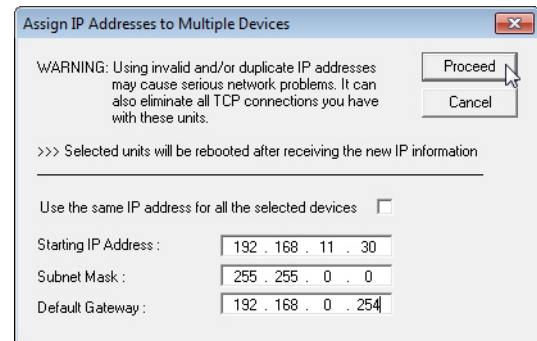 Assign IP Addresses to Multiple Devices
WARNING: Using invalid and/or duplicate IP addresses
may cause serious network problems. It can
also eliminate all TCP connections you have
with these units.
Proceed
Cancel
>>> Selected units will be rebooted after receiving the new IP information
Use the same IP address for all the selected devices
Starting IP Address : 192 . 168 . 11 . 30
Subnet Mask : 255 . 255 . 0 . 0
Default Gateway : 192 . 168 . 0 . 254